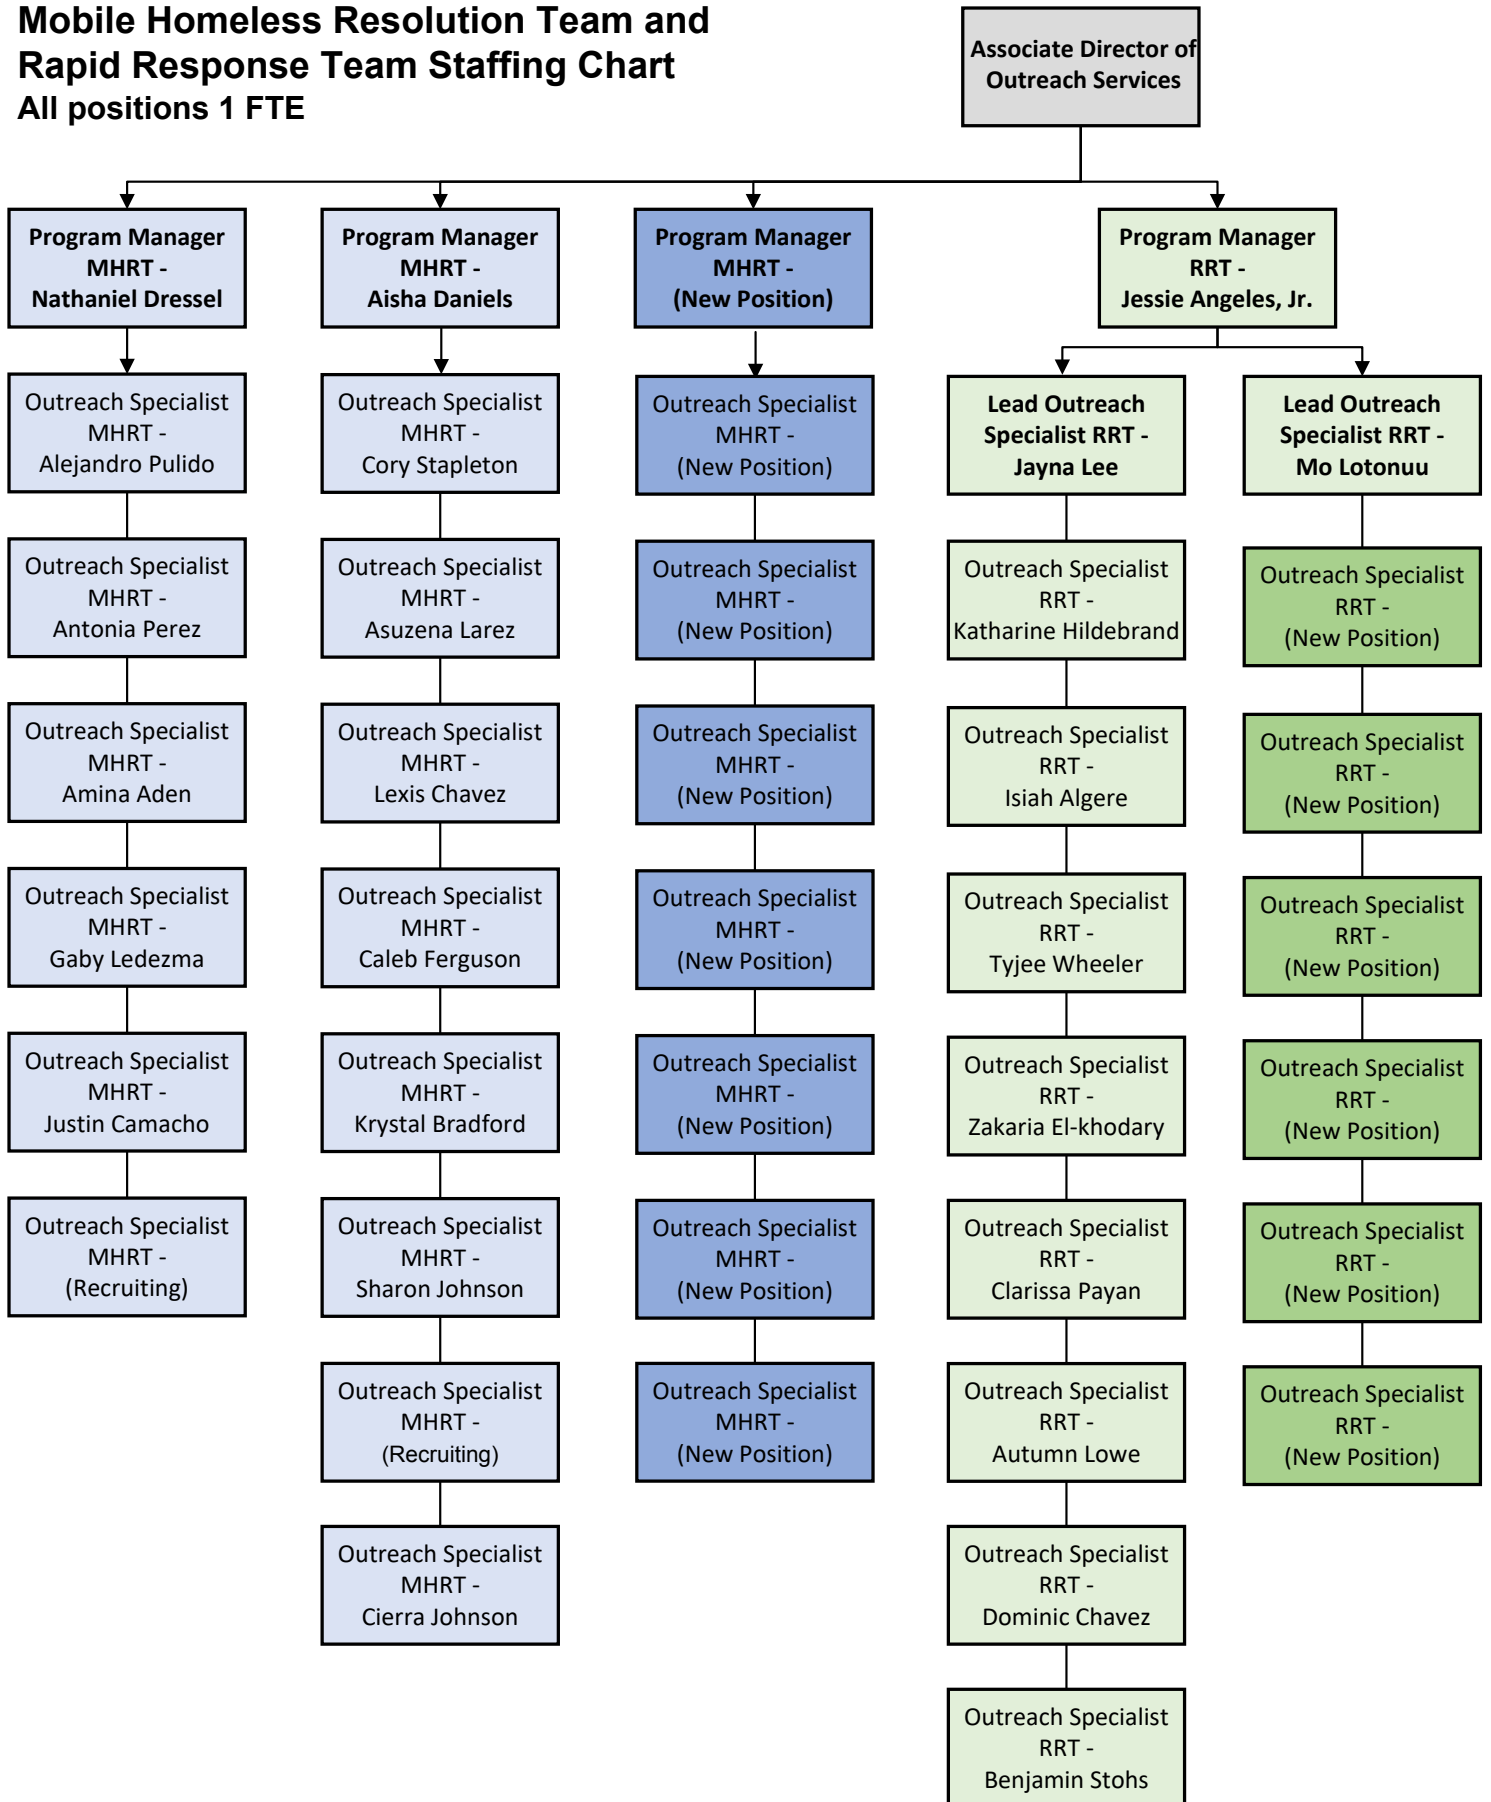 Mobile Homeless Resolution Team and
Rapid Response Team Staffing Chart
All positions 1 FTE
Associate Director of
Outreach Services
Program Manager
MHRT -
Nathaniel Dressel
Outreach Specialist
MHRT -
Alejandro Pulido
Outreach Specialist
MHRT -
Antonia Perez
Outreach Specialist
MHRT -
Amina Aden
Outreach Specialist
MHRT -
Gaby Ledezma
Outreach Specialist
MHRT -
Justin Camacho
Outreach Specialist
MHRT -
(Recruiting)
Program Manager
MHRT -
Aisha Daniels
Outreach Specialist
MHRT -
Cory Stapleton
Outreach Specialist
MHRT -
Asuzena Larez
Outreach Specialist
MHRT -
Lexis Chavez
Outreach Specialist
MHRT -
Caleb Ferguson
Outreach Specialist
MHRT -
Krystal Bradford
Outreach Specialist
MHRT -
Sharon Johnson
Outreach Specialist
MHRT -
(Recruiting)
Outreach Specialist
MHRT -
Cierra Johnson
Program Manager
MHRT -
(New Position)
Outreach Specialist
MHRT -
(New Position)
Outreach Specialist
MHRT -
(New Position)
Outreach Specialist
MHRT -
(New Position)
Outreach Specialist
MHRT -
(New Position)
Outreach Specialist
MHRT -
(New Position)
Outreach Specialist
MHRT -
(New Position)
Outreach Specialist
MHRT -
(New Position)
Program Manager
RRT -
Jessie Angeles, Jr.
Lead Outreach
Specialist RRT -
Jayna Lee
Outreach Specialist
RRT -
Katharine Hildebrand
Outreach Specialist
RRT -
Isiah Algere
Outreach Specialist
RRT -
Tyjee Wheeler
Outreach Specialist
RRT -
Zakaria El-khodary
Outreach Specialist
RRT -
Clarissa Payan
Outreach Specialist
RRT -
Autumn Lowe
Outreach Specialist
RRT -
Dominic Chavez
Outreach Specialist
RRT -
Benjamin Stohs
Lead Outreach
Specialist RRT -
Mo Lotonuu
Outreach Specialist
RRT -
(New Position)
Outreach Specialist
RRT -
(New Position)
Outreach Specialist
RRT -
(New Position)
Outreach Specialist
RRT -
(New Position)
Outreach Specialist
RRT -
(New Position)
Outreach Specialist
RRT -
(New Position)